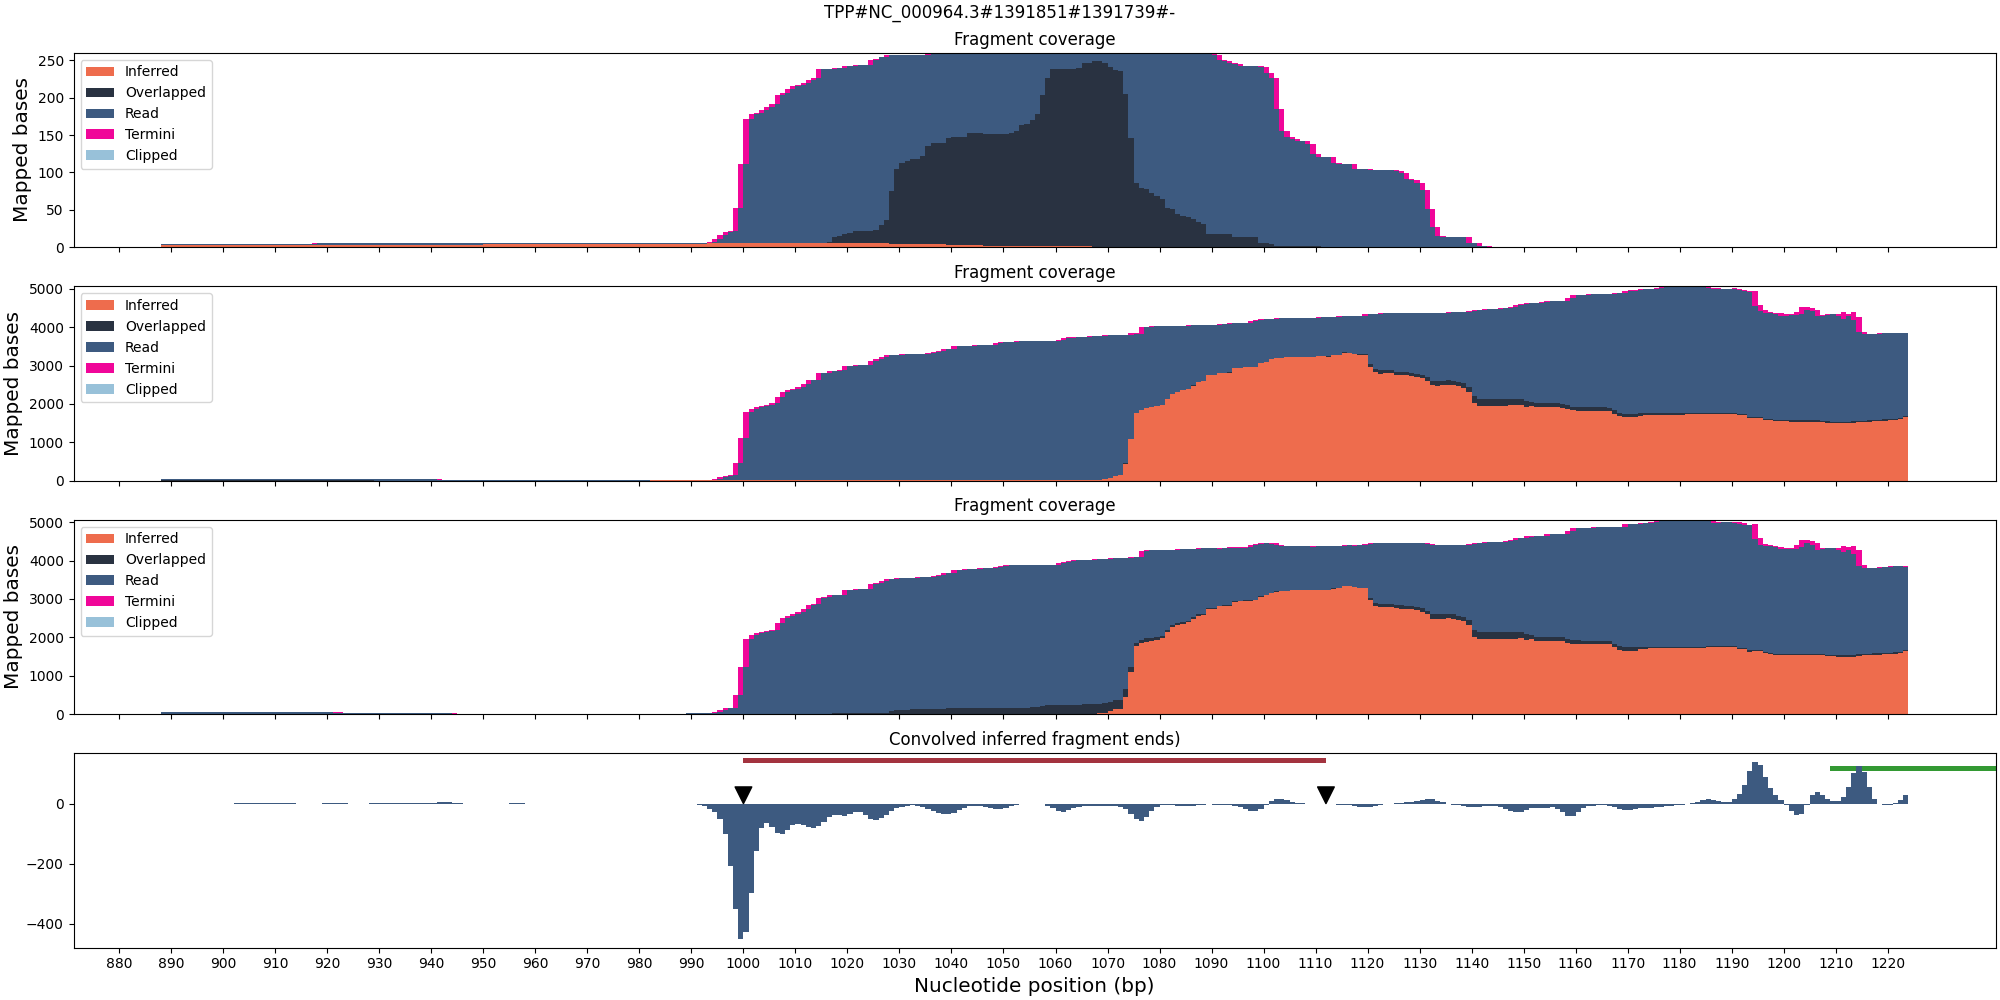 TPP#NC_000964.3#1391851#1391739#-
Fragment coverage
Mapped bases
250
200
150
100
50
0
Inferred
Overlapped
Read
Termini
Clipped
Fragment coverage
Mapped bases
5000
4000
3000
2000
1000
0
Inferred
Overlapped
Read
Termini
Clipped
Fragment coverage
Mapped bases
5000
4000
3000
2000
1000
0
Inferred
Overlapped
Read
Termini
Clipped
Convolved inferred fragment ends)
0
−200
−400
880 890 900 910 920 930 940 950 960 970 980 990 1000 1010 1020 1030 1040 1050 1060 1070 1080 1090 1100 1110 1120 1130 1140 1150 1160 1170 1180 1190 1200 1210 1220
Nucleotide position (bp)